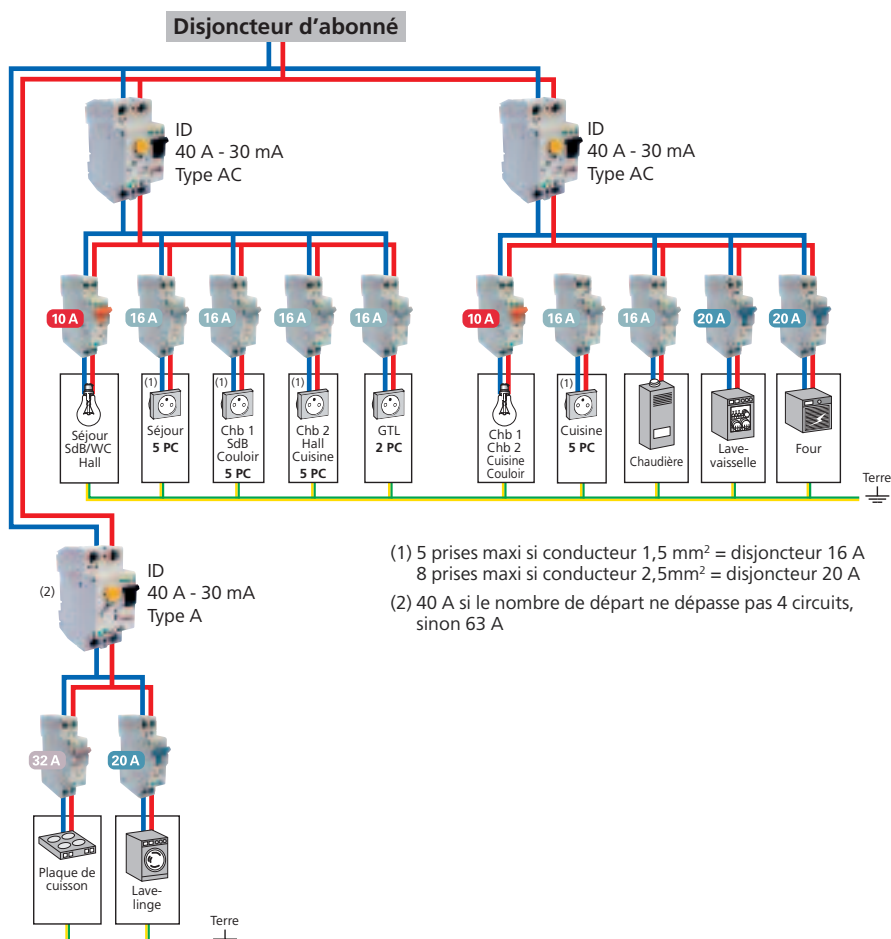 Disjoncteur d'abonné
ID
40 A - 30 mA
Type AC
ID
40 A - 30 mA
Type AC
10 A
16 A
16 A
16 A
16 A
10 A
16 A
16 A
20 A
20 A
Séjour
SdB/WC
Hall
(1)
Séjour
5 PC
(1)
Chb 1
SdB
Couloir
5 PC
(1)
Chb 2
Hall
Cuisine
5 PC
GTL
2 PC
Chb 1
Chb 2
Cuisine
Couloir
(1)
Cuisine
5 PC
Chaudière
Lave-
vaisselle
Four
Terre
(2)
ID
40 A - 30 mA
Type A
(1) 5 prises maxi si conducteur 1,5 mm² = disjoncteur 16 A
8 prises maxi si conducteur 2,5mm² = disjoncteur 20 A
(2) 40 A si le nombre de départ ne dépasse pas 4 circuits,
sinon 63 A
32 A
20 A
Plaque de
cuisson
Lave-
linge
Terre